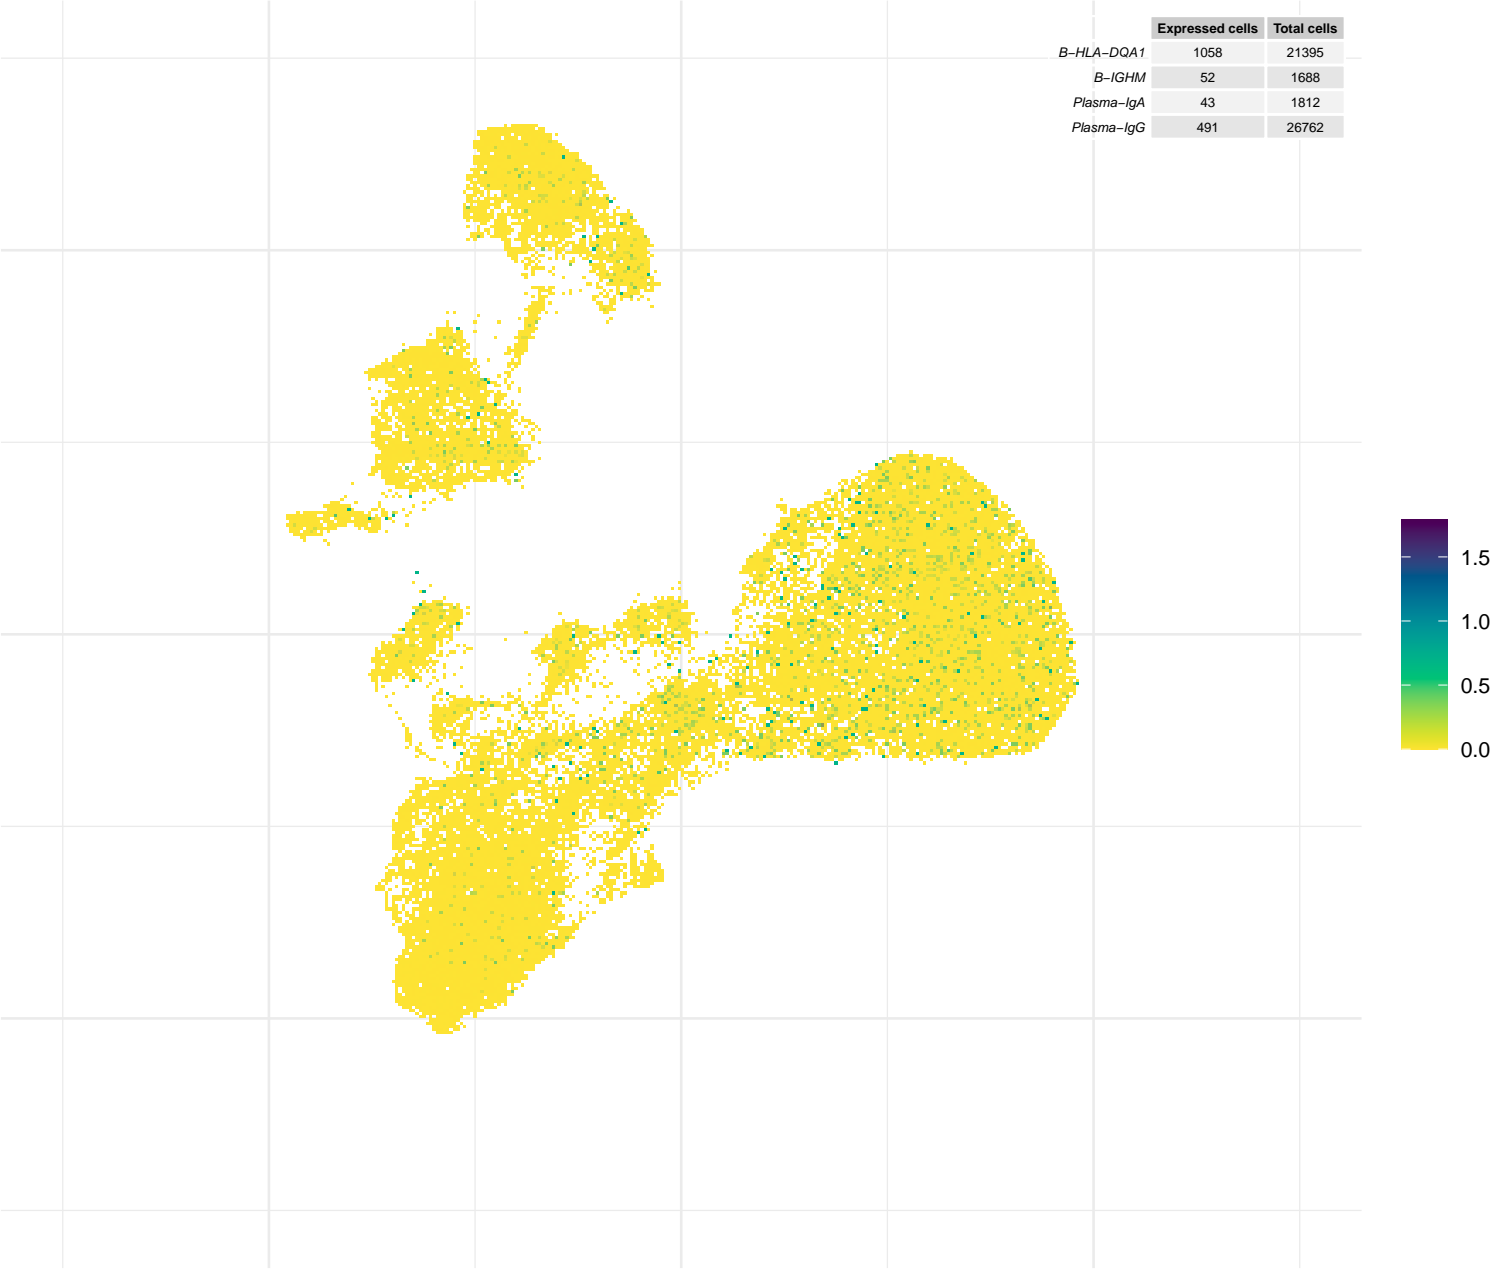 Expressed cells Total cells
B−HLA−DQA1 1058 21395
B−IGHM 52 1688
Plasma−IgA 43 1812
Plasma−IgG 491 26762
1.5
1.0
0.5
0.0